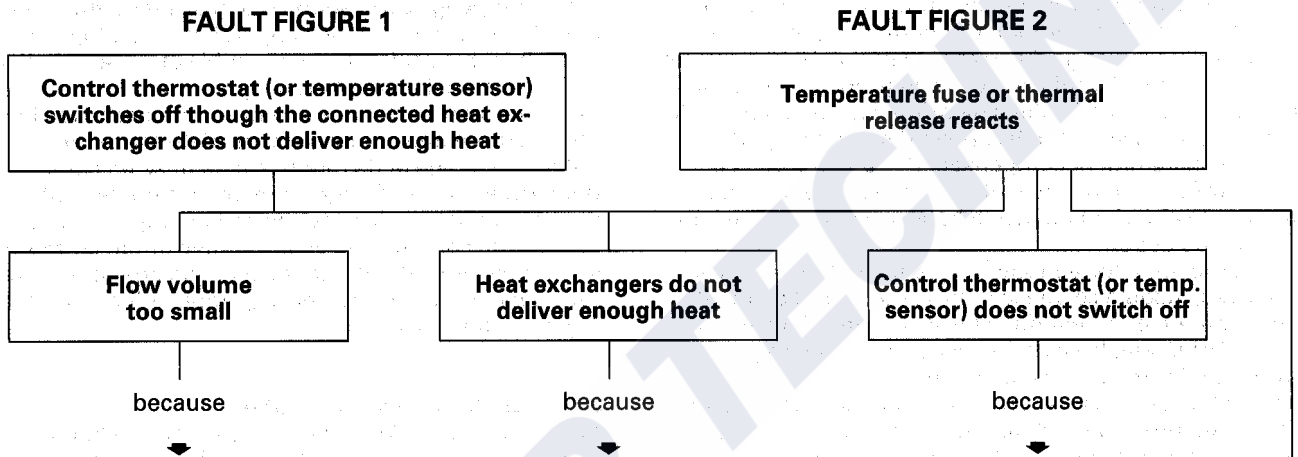 FAULT FIGURE 1
FAULT FIGURE 2
Control thermostat (or temperature sensor)
switches off though the connected heat ex-
changer does not deliver enough heat
Temperature fuse or thermal
release reacts
Flow volume
too small
Heat exchangers do not
deliver enough heat
Control thermostat (or temp.
sensor) does not switch off
because
because
because